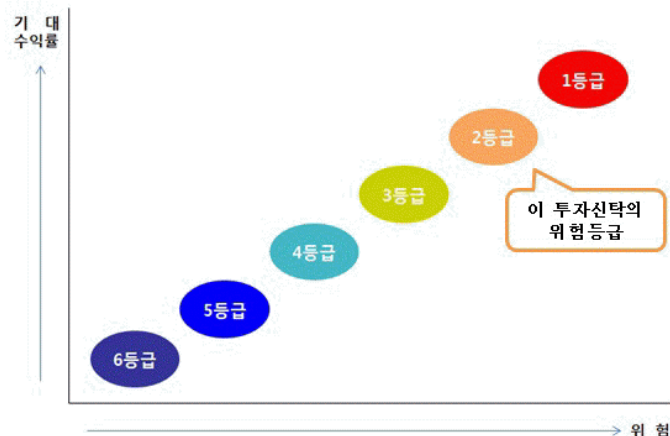 기 대
수익률
1등급
2등급
3등급
이 투자신탁의
위험등급
4등급
5등급
6등급
위 험